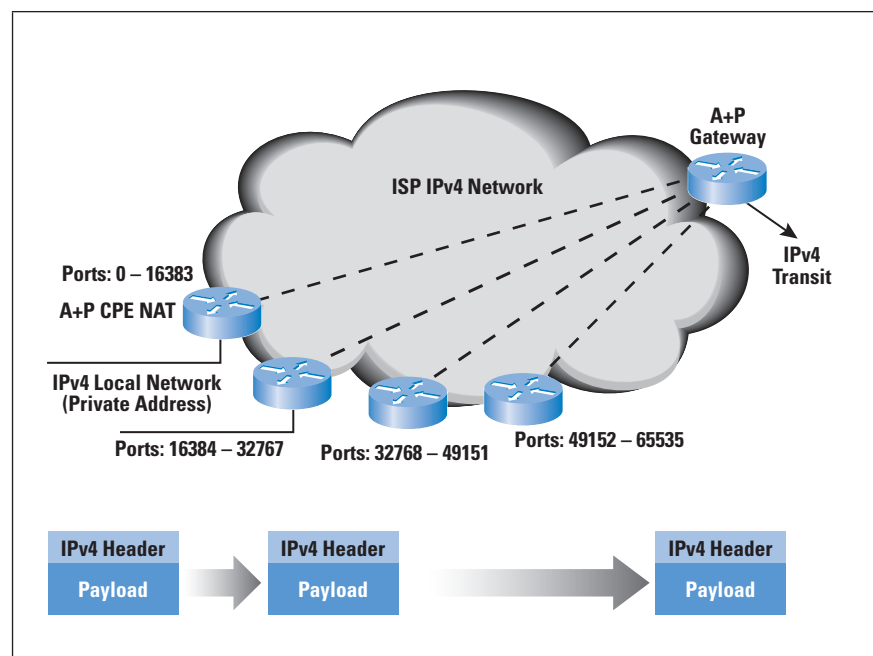 A+P
Gateway
ISP IPv4 Network
IPv4
Transit
Ports: 0 – 16383
A+P CPE NAT
IPv4 Local Network
(Private Address)
Ports: 16384 – 32767
Ports: 32768 – 49151
Ports: 49152 – 65535
IPv4 Header
Payload
IPv4 Header
Payload
IPv4 Header
Payload